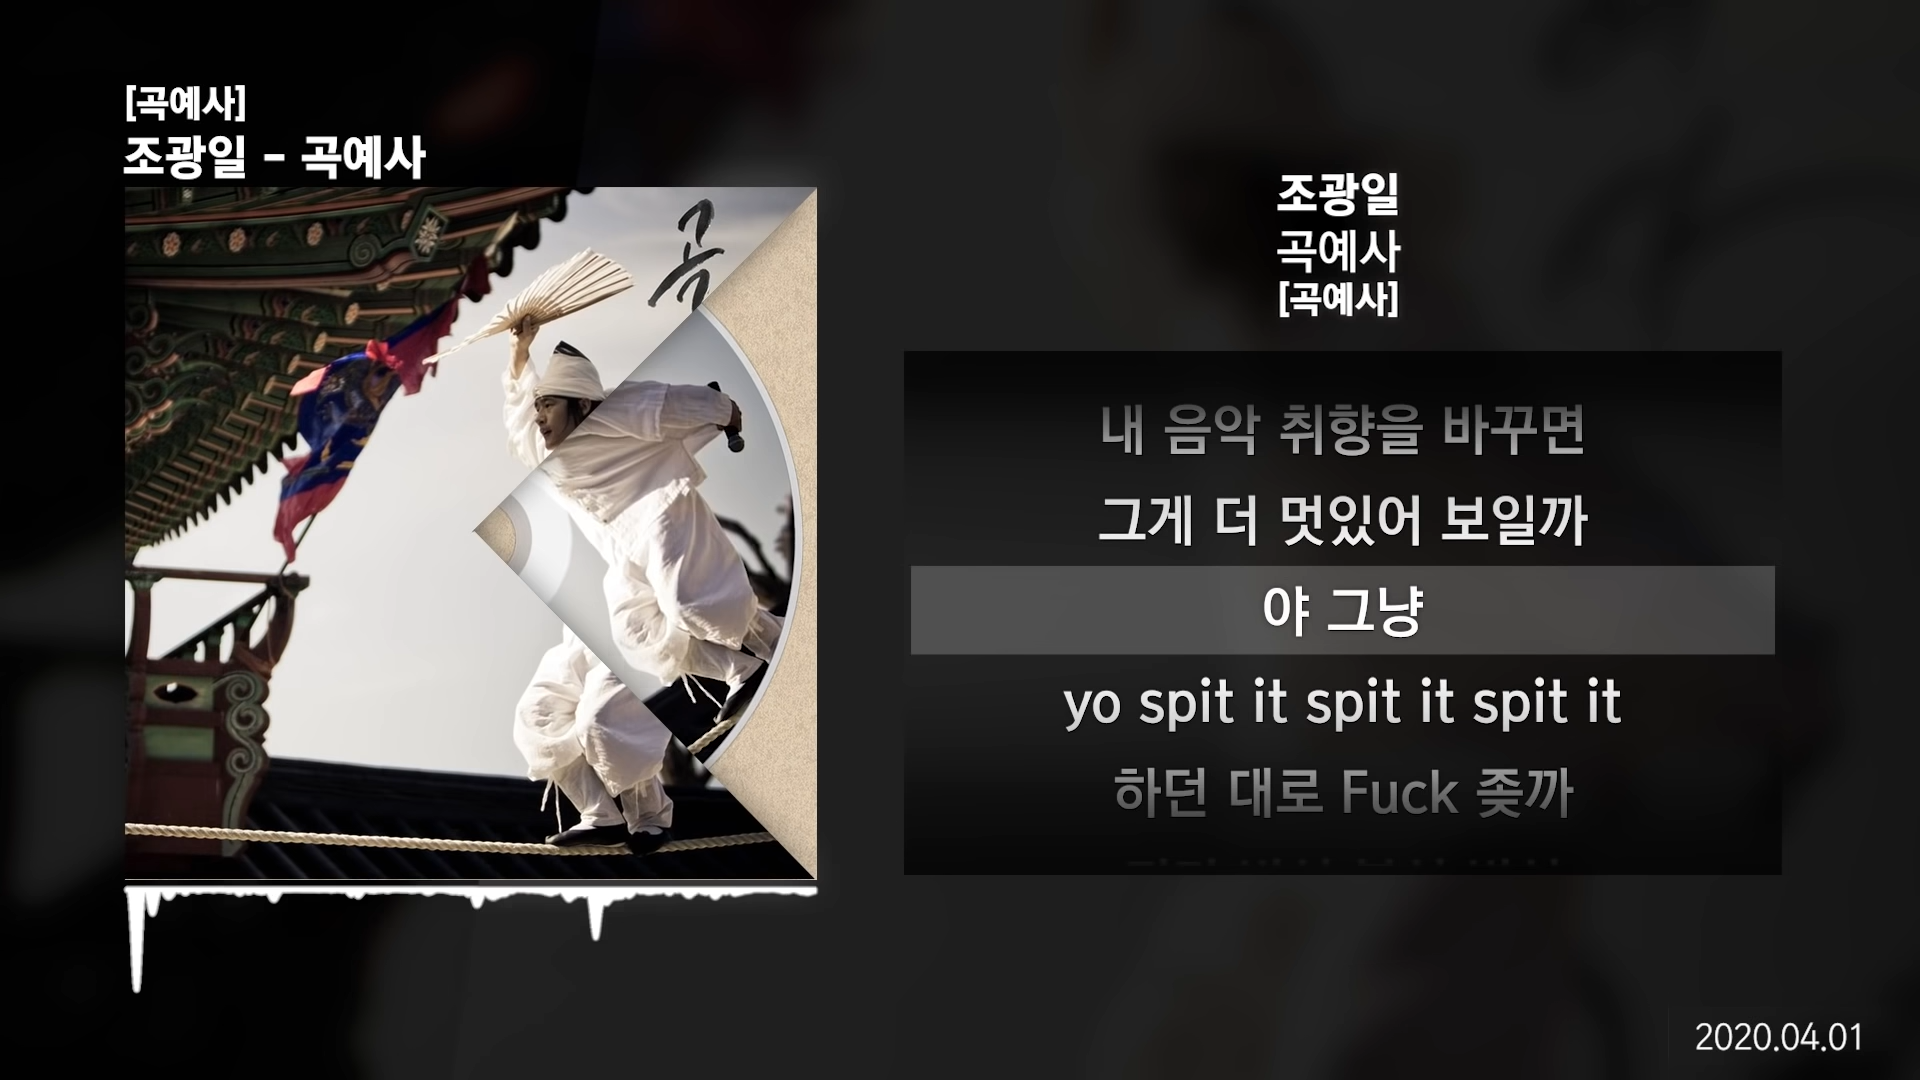 [곡예사]
조광일 - 곡예사
곡
조광일
곡예사
[곡예사]
내 음악 취향을 바꾸면
그게 더 멋있어 보일까
야 그냥
yo spit it spit it spit it
하던 대로 Fuck 좆까
2020.04.01